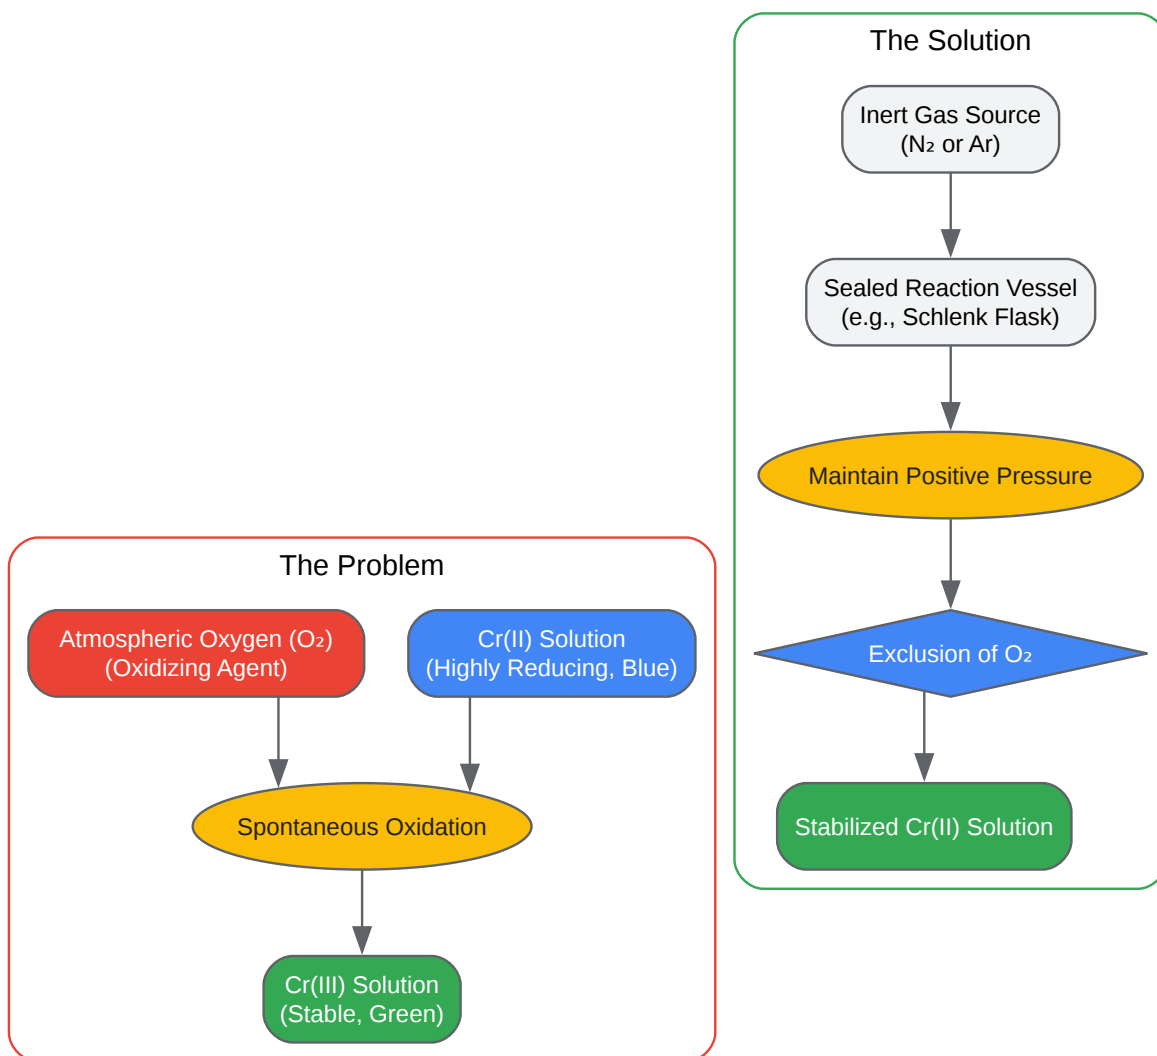 The Solution
Inert Gas Source
(N₂ or Ar)
Sealed Reaction Vessel
(e.g., Schlenk Flask)
Maintain Positive Pressure
Exclusion of O₂
Stabilized Cr(II) Solution
The Problem
Atmospheric Oxygen (O₂)
(Oxidizing Agent)
Cr(II) Solution
(Highly Reducing, Blue)
Spontaneous Oxidation
Cr(III) Solution
(Stable, Green)